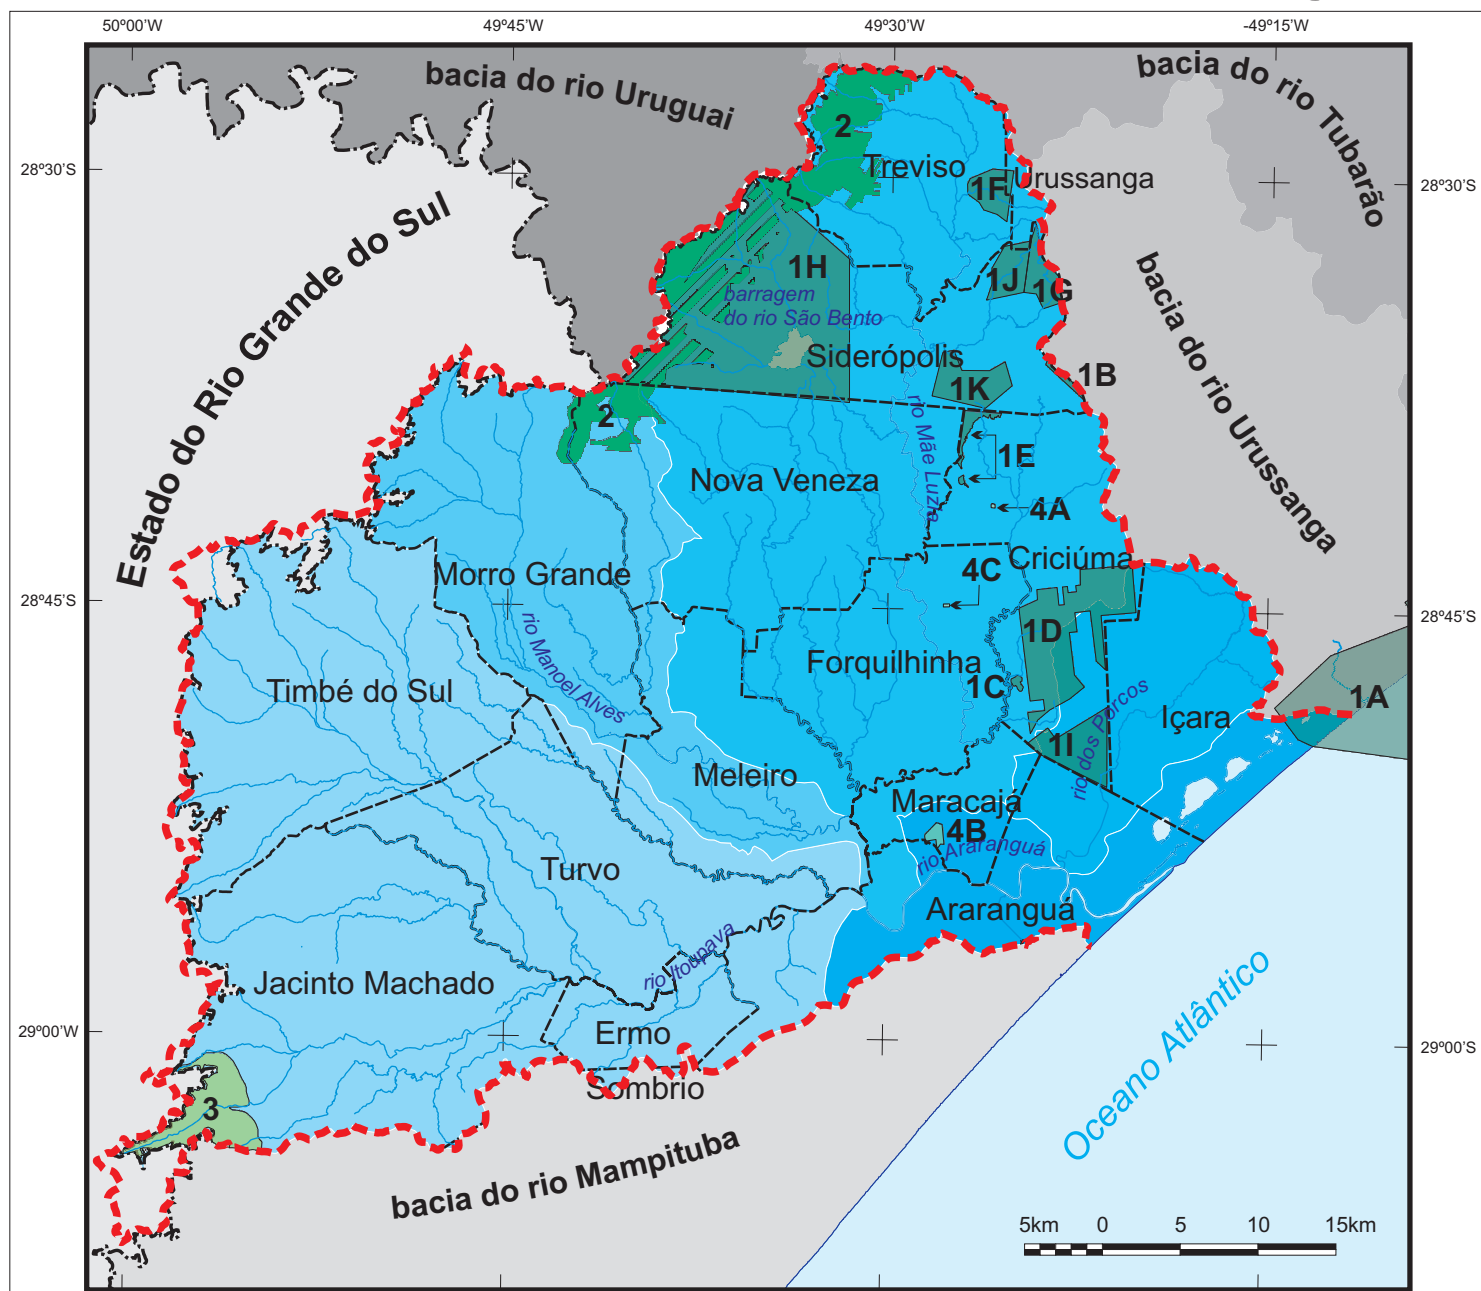 50°00'W
49°45'W
49°30'W
-49°15'W
bacia do rio Uruguai
bacia do rio Tubarão
28°30'S
28°30'S
2
Treviso
1F
Urussanga
Estado do Rio Grande do Sul
1H
1J
1G
barragem
do rio São Bento
bacia do rio Urussanga
Siderópolis
1K
1B
2
rio Mãe Luzia
1E
Nova Veneza
4A
Criciúma
4C
Morro Grande
28°45'S
28°45'S
rio Manoel Alves
1D
Forquilhinha
1C
Timbé do Sul
1A
rio dos Porcos
Içara
1I
Meleiro
Maracajá
4B
rio Araranguá
Turvo
Araranguá
rio Itoupava
Jacinto Machado
Oceano Atlântico
Ermo
29°00'W
29°00'S
Sombrio
3
bacia do rio Mampituba
5km 0 5 10 15km